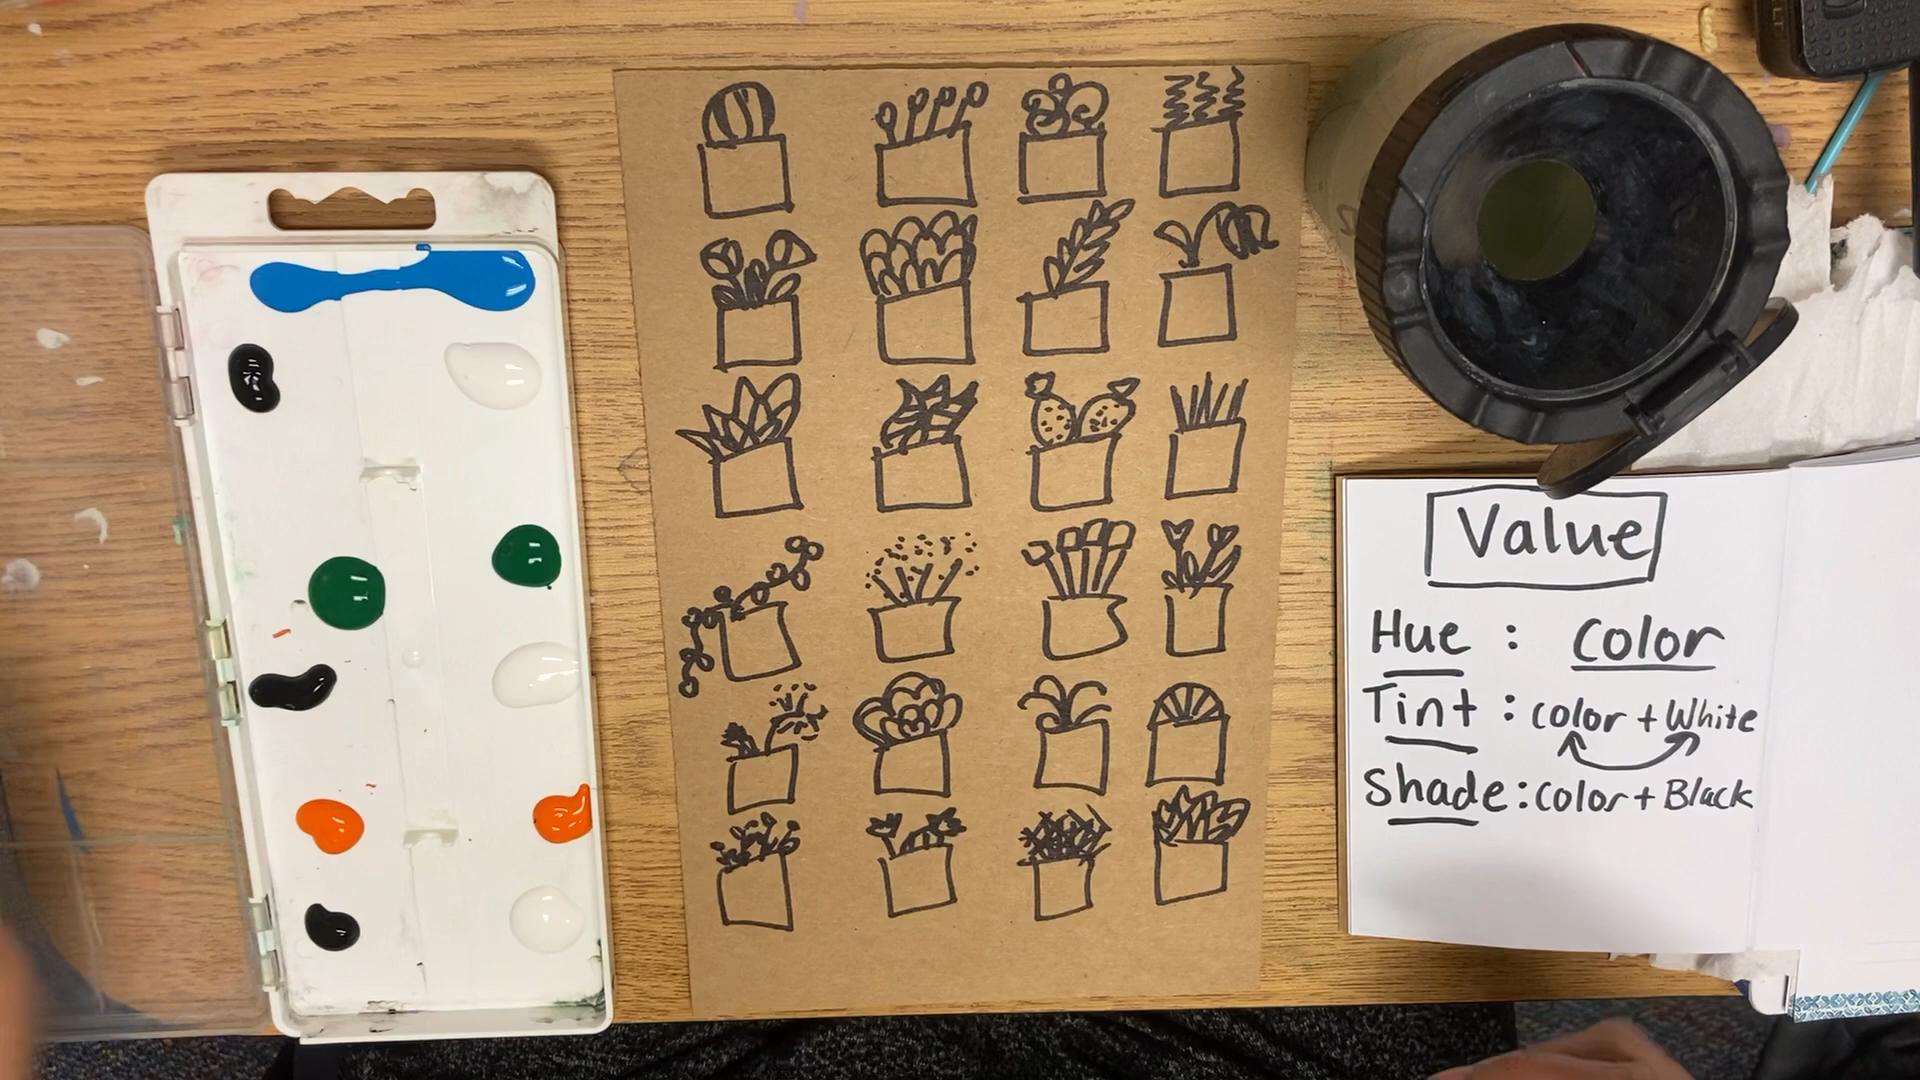 Value
Hue : Color
Tint : color + White
Shade : color + Black